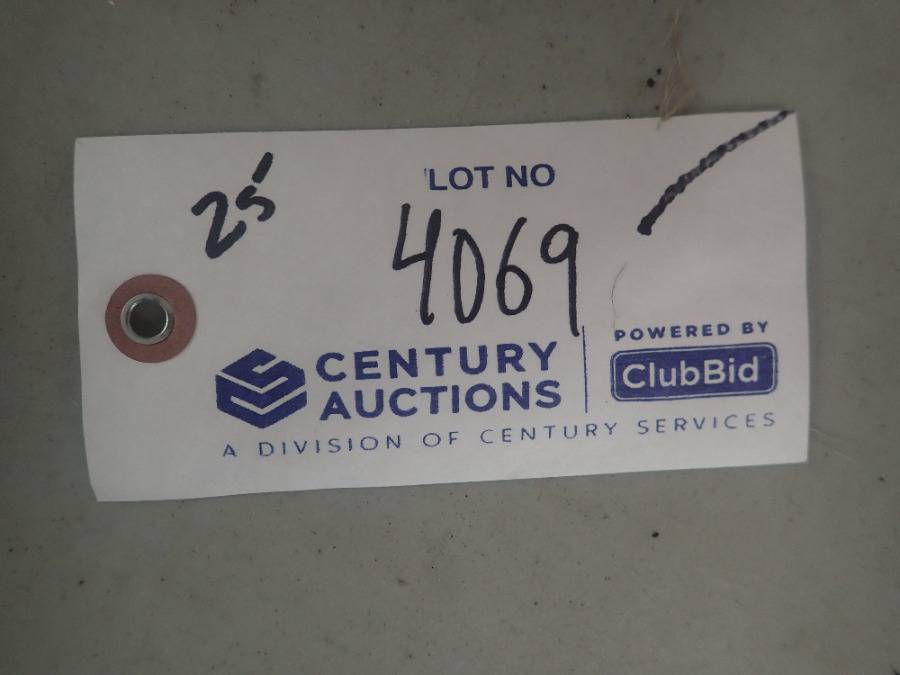 25'
LOT NO
4069
CENTURY
AUCTIONS
A DIVISION OF CENTURY SERVICES
POWERED BY
ClubBid